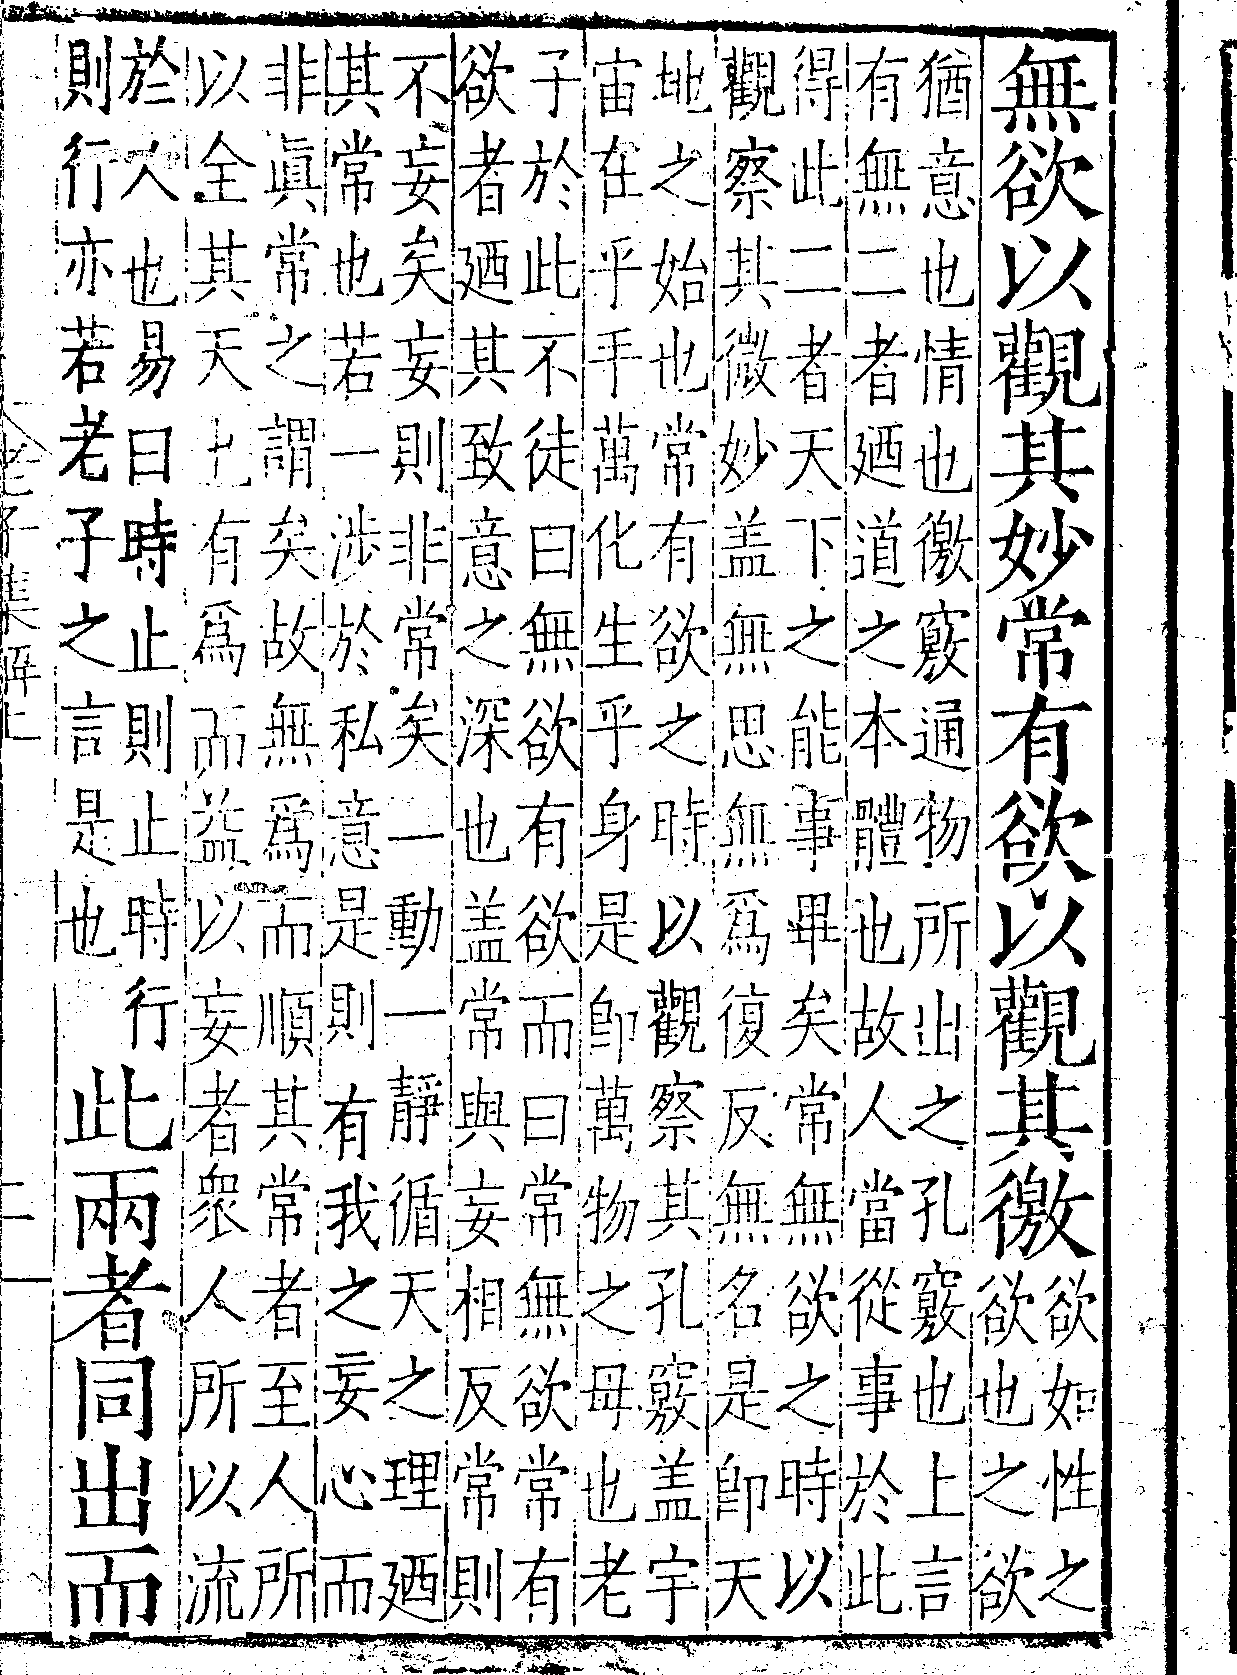 無欲以觀其妙常有欲以觀其徼欲如性之
欲也之欲
猶意也情也徼竅通物所出之孔竅也上言
有無二者廼道之本體也故人當從事於此
得此二者天下之能事畢矣常無欲之時以
觀察其微妙盖無思無爲復反無名是卽天
地之始也常有欲之時以觀察其孔竅盖宇
宙在乎手萬化生乎身是卽萬物之母也老
子於此不徒曰無欲有欲而曰常無欲常有
欲者廼其致意之深也盖常與妄相反常則
不妄矣妄則非常矣一動一靜循天之理廼
其常也若一涉於私意是則有我之妄心而
非眞常之謂矣故無爲而順其常者至人所
以全其天上有爲而益以妄者衆人所以流
於人也易曰時止則止時行
則行亦若老子之言是也
此兩者同出而
老子集解上
二